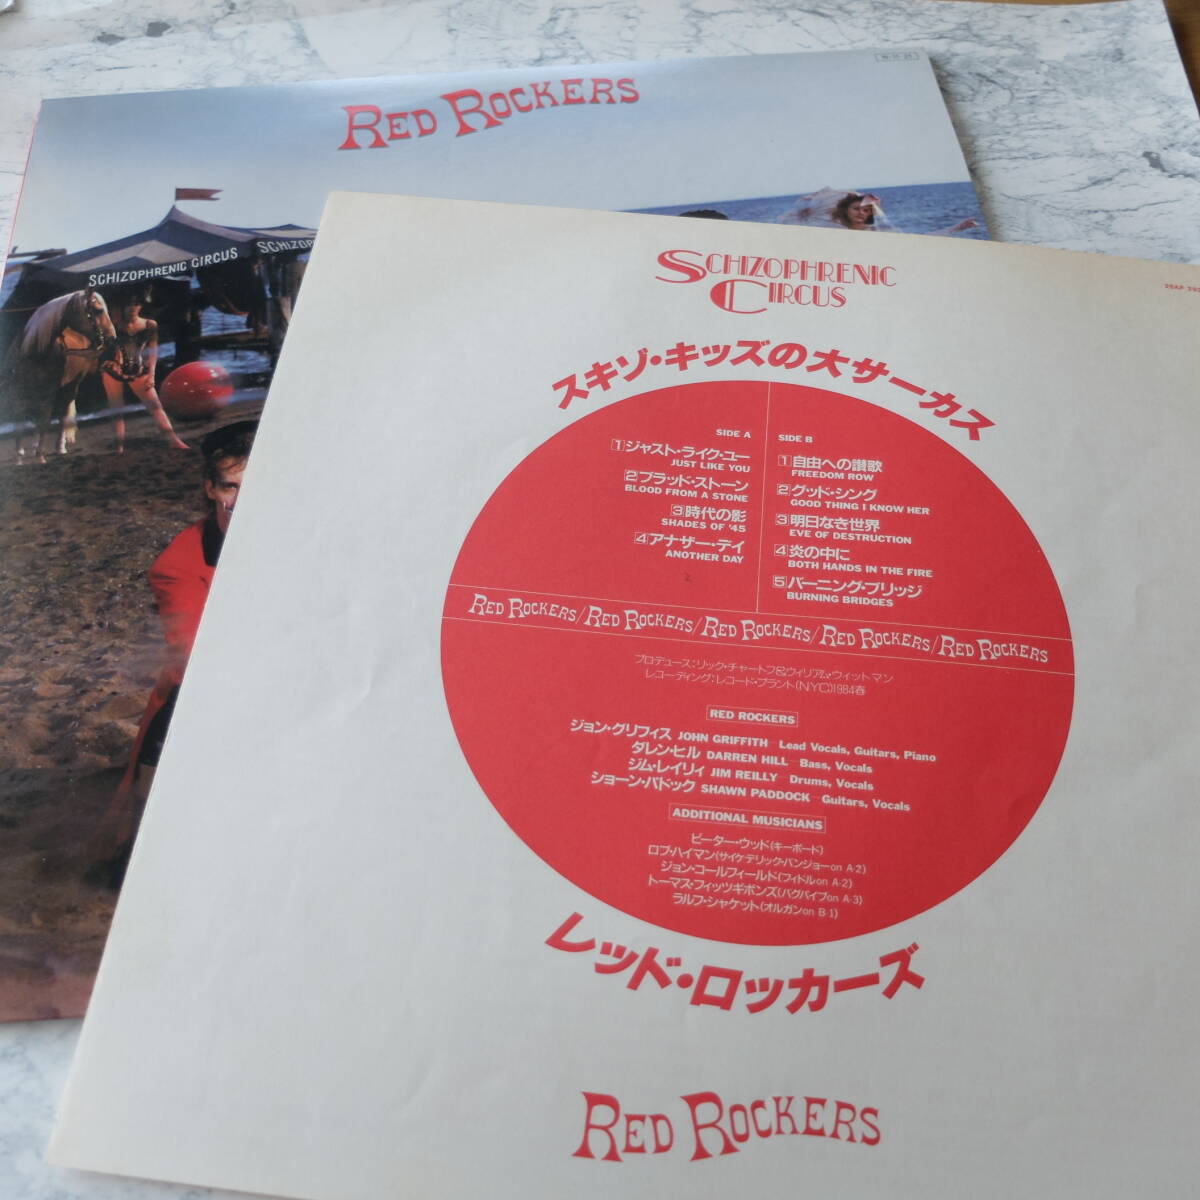 RED ROCKERS
SCHIZOPHRENIC CIRCUS
SCHIZOPHRENIC
CIRCUS
スキゾ・キッズの大サーカス
SIDE A
1 ジャスト・ライク・ユー
JUST LIKE YOU
2 ブラッド・ストーン
BLOOD FROM A STONE
3 時代の影
SHADES OF '45
4 アナザー・デイ
ANOTHER DAY
SIDE B
1 自由への讃歌
FREEDOM ROW
2 グッド・シング
GOOD THING I KNOW HER
3 明日なき世界
EVE OF DESTRUCTION
4 炎の中に
BOTH HANDS IN THE FIRE
5 バーニング・ブリッジ
BURNING BRIDGES
RED ROCKERS/RED ROCKERS/RED ROCKERS/RED ROCKERS/RED ROCKERS
プロデュース:リック・チャートフ&ウィリアム・ウィットマン
レコーディング:レコード・プラント(NYC)1984春
RED ROCKERS
ジョン・グリフィス JOHN GRIFFITH—Lead Vocals, Guitars, Piano
ダレン・ヒル DARREN HILL—Bass, Vocals
ジム・レイリィ JIM REILLY—Drums, Vocals
ショーン・パドック SHAWN PADDOCK—Guitars, Vocals
ADDITIONAL MUSICIANS
ピーター・ウッド(キーボード)
ロブ・ハイマン(サイケデリック・バンジョーon A-2)
ジョン・コールフィールド(フィドルon A-2)
トーマス・フィッツギボンズ(バグパイプon A-3)
ラルフ・シャケット(オルガンon B-1)
レッド・ロッカーズ
RED ROCKERS